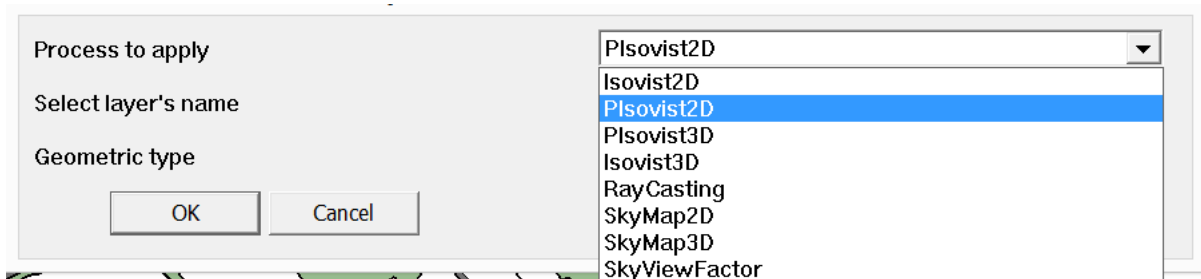 Process to apply
PIsovist2D
Isovist2D
PIsovist2D
Select layer's name
PIsovist3D
Geometric type
Isovist3D
RayCasting
OK
Cancel
SkyMap2D
SkyMap3D
SkyViewFactor